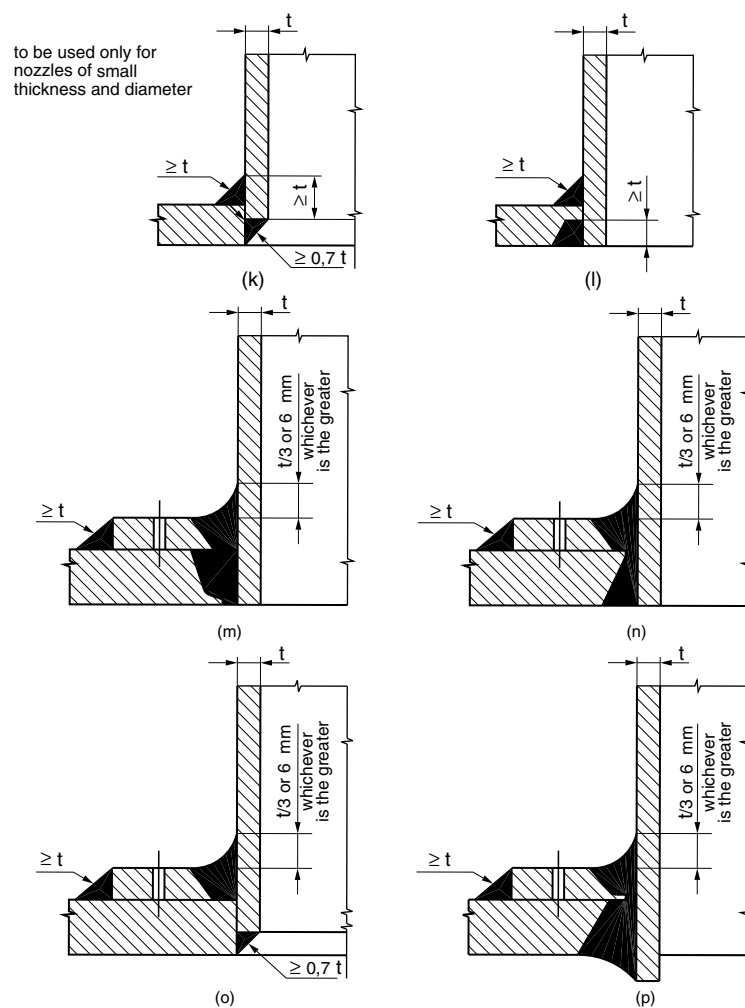 to be used only for
nozzles of small
thickness and diameter
t
≥ t
≥ t
≥ 0,7 t
(k)
t
≥ t
≥ t
(l)
t
t/3 or 6 mm
whichever
is the greater
≥ t
(m)
t
t/3 or 6 mm
whichever
is the greater
≥ t
(n)
t
t/3 or 6 mm
whichever
is the greater
≥ t
≥ 0,7 t
(o)
t
t/3 or 6 mm
whichever
is the greater
≥ t
(p)